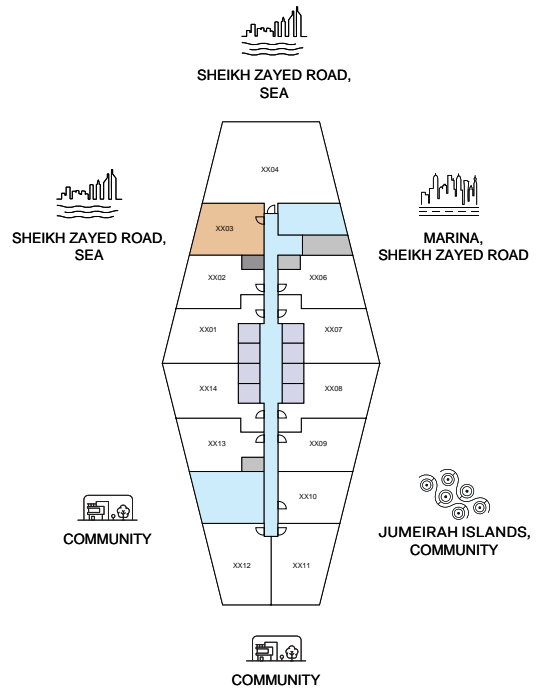 SHEIKH ZAYED ROAD,
SEA
XX04
SHEIKH ZAYED ROAD,
SEA
XX03
MARINA,
SHEIKH ZAYED ROAD
XX02
XX06
XX01
XX07
XX14
XX08
XX13
XX09
XX10
COMMUNITY
JUMEIRAH ISLANDS,
COMMUNITY
XX12
XX11
COMMUNITY